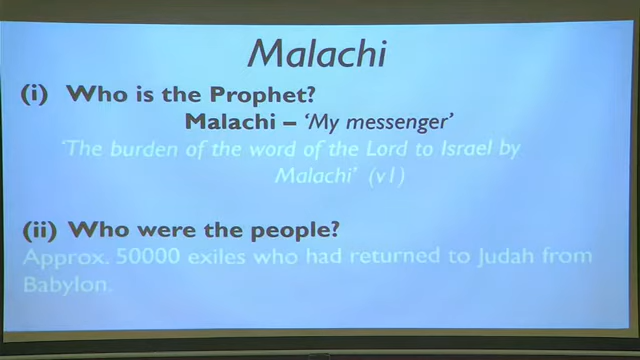 Malachi
(i) Who is the Prophet?
Malachi – 'My messenger'
'The burden of the word of the Lord to Israel by
Malachi' (v1)
(ii) Who were the people?
Approx. 50000 exiles who had returned to Judah from
Babylon.